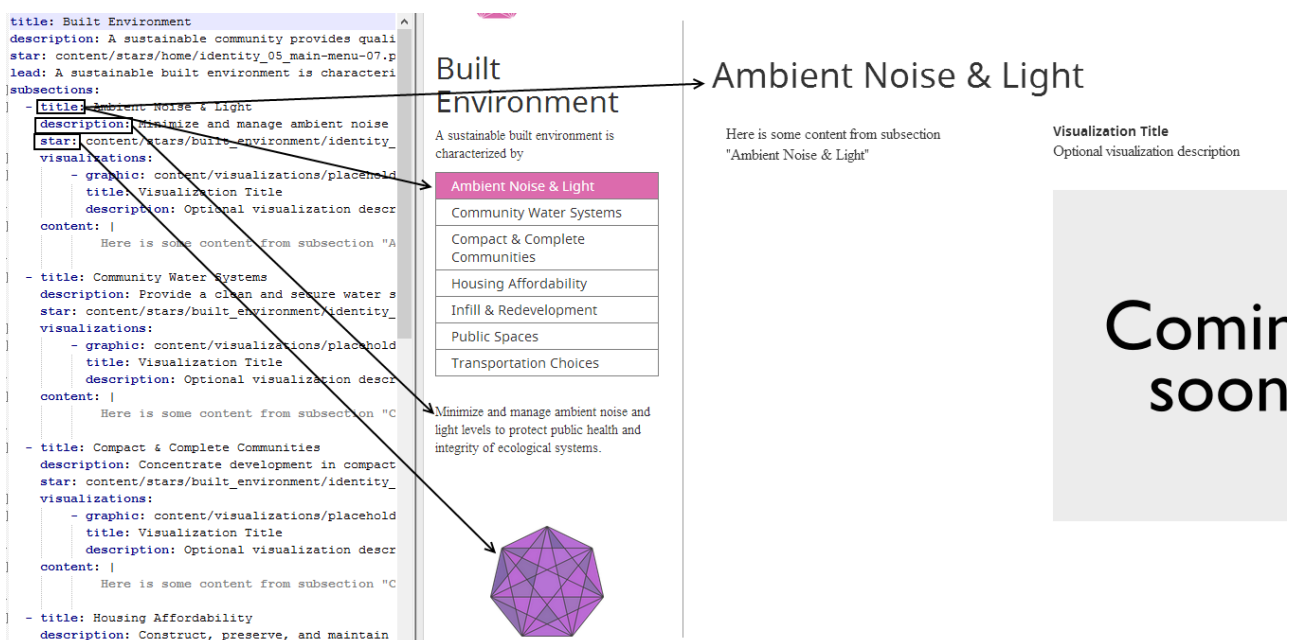 title: Built Environment
description: A sustainable community provides quali
star: content/stars/home/identity_05_main-menu-07.p
lead: A sustainable built environment is characteri
subsections:
- title: Ambient Noise & Light
description: Minimize and manage ambient noise
star: content/stars/built_environment/identity_
visualizations:
- graphic: content/visualizations/placehold
title: Visualization Title
description: Optional visualization descr
content: |
Here is some content from subsection "A
- title: Community Water Systems
description: Provide a clean and secure water s
star: content/stars/built_environment/identity_
visualizations:
- graphic: content/visualizations/placehold
title: Visualization Title
description: Optional visualization descr
content: |
Here is some content from subsection "C
- title: Compact & Complete Communities
description: Concentrate development in compact
star: content/stars/built_environment/identity_
visualizations:
- graphic: content/visualizations/placehold
title: Visualization Title
description: Optional visualization descr
content: |
Here is some content from subsection "C
- title: Housing Affordability
description: Construct, preserve, and maintain
Built
Environment
A sustainable built environment is
characterized by
Ambient Noise & Light
Community Water Systems
Compact & Complete
Communities
Housing Affordability
Infill & Redevelopment
Public Spaces
Transportation Choices
Minimize and manage ambient noise and
light levels to protect public health and
integrity of ecological systems.
Ambient Noise & Light
Here is some content from subsection
"Ambient Noise & Light"
Visualization Title
Optional visualization description
Comin
soon